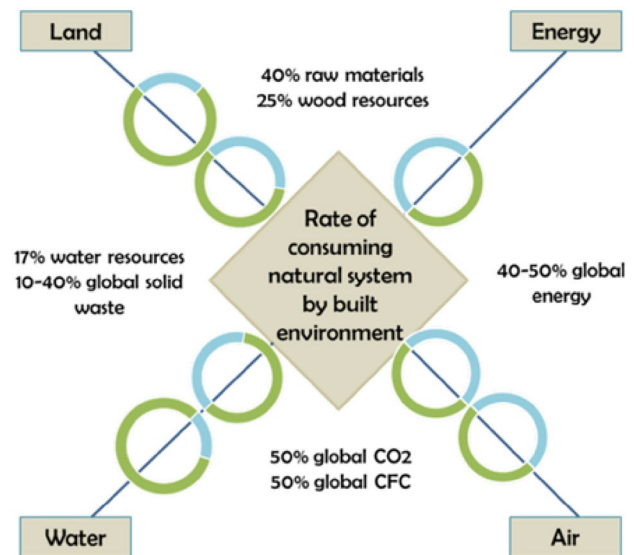 Land
Energy
40% raw materials
25% wood resources
Rate of
consuming
natural system
by built
environment
17% water resources
10-40% global solid
waste
40-50% global
energy
50% global CO2
50% global CFC
Water
Air